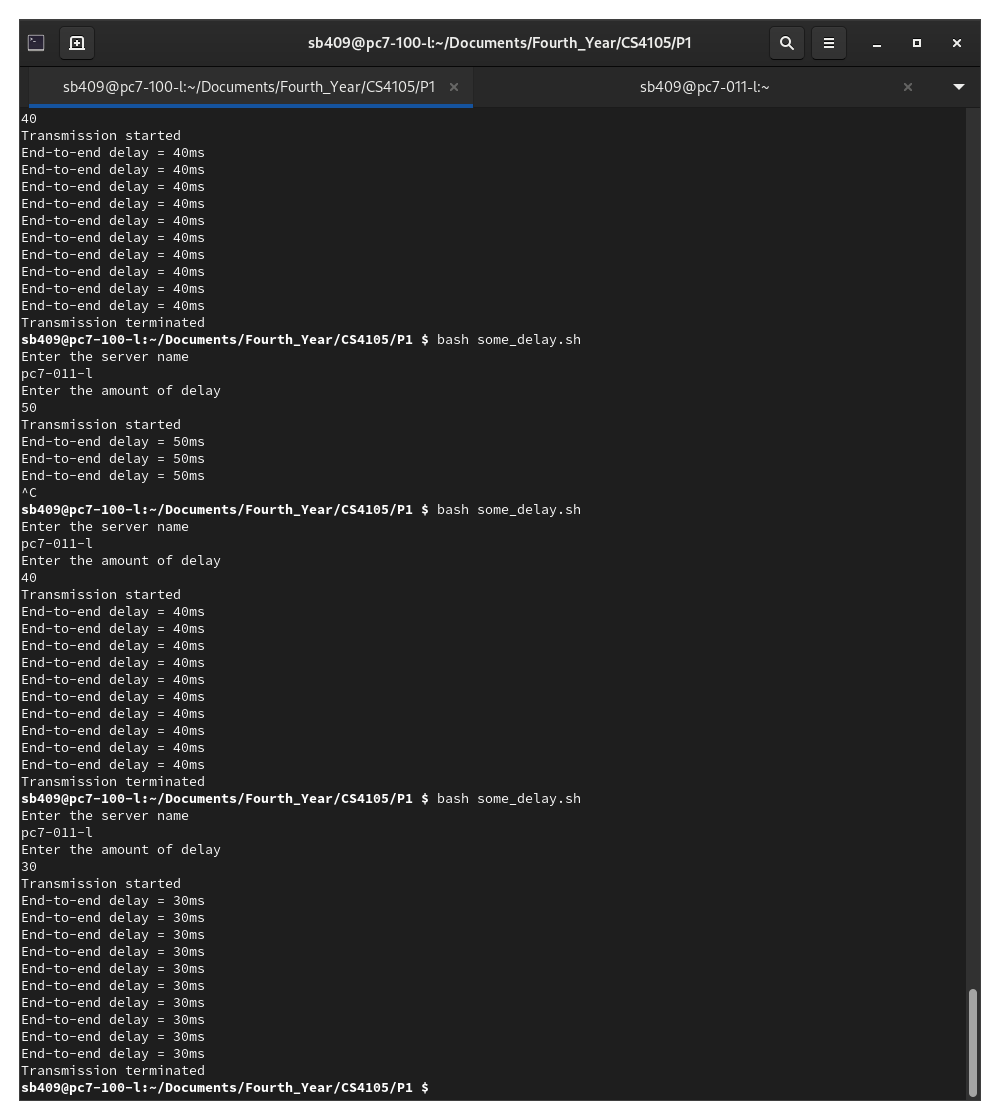 sb409@pc7-100-l:~/Documents/Fourth_Year/CS4105/P1
sb409@pc7-100-l:~/Documents/Fourth_Year/CS4105/P1 sb409@pc7-011-l:~
40
Transmission started
End-to-end delay = 40ms
End-to-end delay = 40ms
End-to-end delay = 40ms
End-to-end delay = 40ms
End-to-end delay = 40ms
End-to-end delay = 40ms
End-to-end delay = 40ms
End-to-end delay = 40ms
End-to-end delay = 40ms
End-to-end delay = 40ms
Transmission terminated
sb409@pc7-100-l:~/Documents/Fourth_Year/CS4105/P1 $ bash some_delay.sh
Enter the server name
pc7-011-l
Enter the amount of delay
50
Transmission started
End-to-end delay = 50ms
End-to-end delay = 50ms
End-to-end delay = 50ms
^C
sb409@pc7-100-l:~/Documents/Fourth_Year/CS4105/P1 $ bash some_delay.sh
Enter the server name
pc7-011-l
Enter the amount of delay
40
Transmission started
End-to-end delay = 40ms
End-to-end delay = 40ms
End-to-end delay = 40ms
End-to-end delay = 40ms
End-to-end delay = 40ms
End-to-end delay = 40ms
End-to-end delay = 40ms
End-to-end delay = 40ms
End-to-end delay = 40ms
End-to-end delay = 40ms
Transmission terminated
sb409@pc7-100-l:~/Documents/Fourth_Year/CS4105/P1 $ bash some_delay.sh
Enter the server name
pc7-011-l
Enter the amount of delay
30
Transmission started
End-to-end delay = 30ms
End-to-end delay = 30ms
End-to-end delay = 30ms
End-to-end delay = 30ms
End-to-end delay = 30ms
End-to-end delay = 30ms
End-to-end delay = 30ms
End-to-end delay = 30ms
End-to-end delay = 30ms
End-to-end delay = 30ms
Transmission terminated
sb409@pc7-100-l:~/Documents/Fourth_Year/CS4105/P1 $